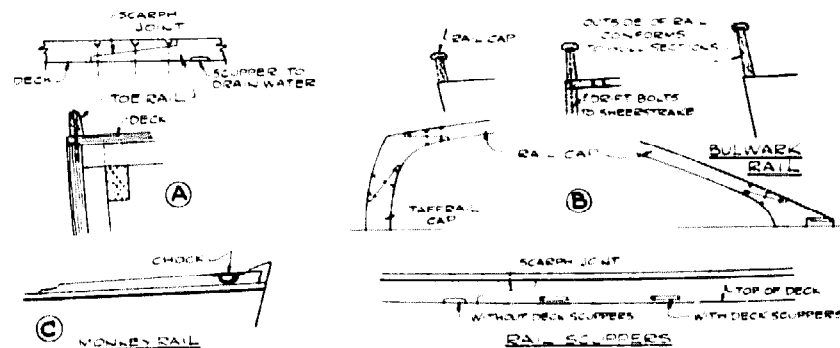 SCARPH
JOINT
DECK
SCUPPER TO
DRAIN WATER
TOE RAIL
DECK
A
RAIL CAP
OUTSIDE OF RAIL
CONFORMS
TO HULL SECTIONS
DRIFT BOLTS
TO SHEERSTRAKE
BULWARK
RAIL
RAIL CAP
B
TAFFRAIL
CAP
CHOCK
C
MONKEY RAIL
SCARPH JOINT
TOP OF DECK
WITHOUT DECK SCUPPERS
WITH DECK SCUPPERS
RAIL SCUPPERS